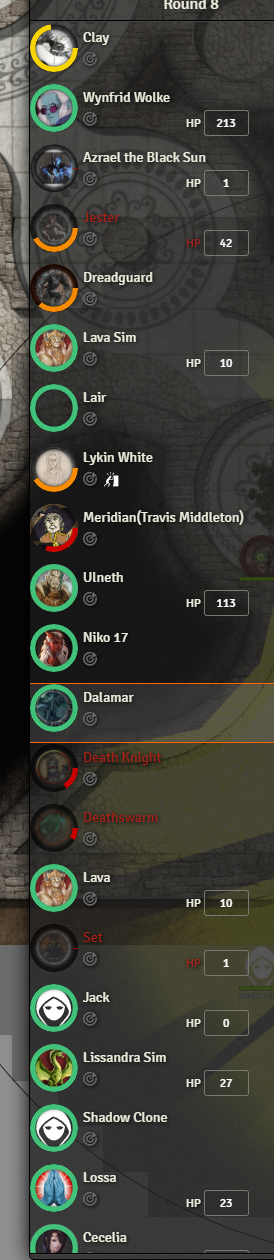 Round 8
Clay
Wynfrid Wolke
HP 213
Azrael the Black Sun
HP 1
Jester
HP 42
Dreadguard
Lava Sim
HP 10
Lair
Lykin White
Meridian(Travis Middleton)
Ulneth
HP 113
Niko 17
Dalamar
Death Knight
Deathswarm
Lava
HP 10
Set
HP 1
Jack
HP 0
Lissandra Sim
HP 27
Shadow Clone
Lossa
HP 23
Cecelia